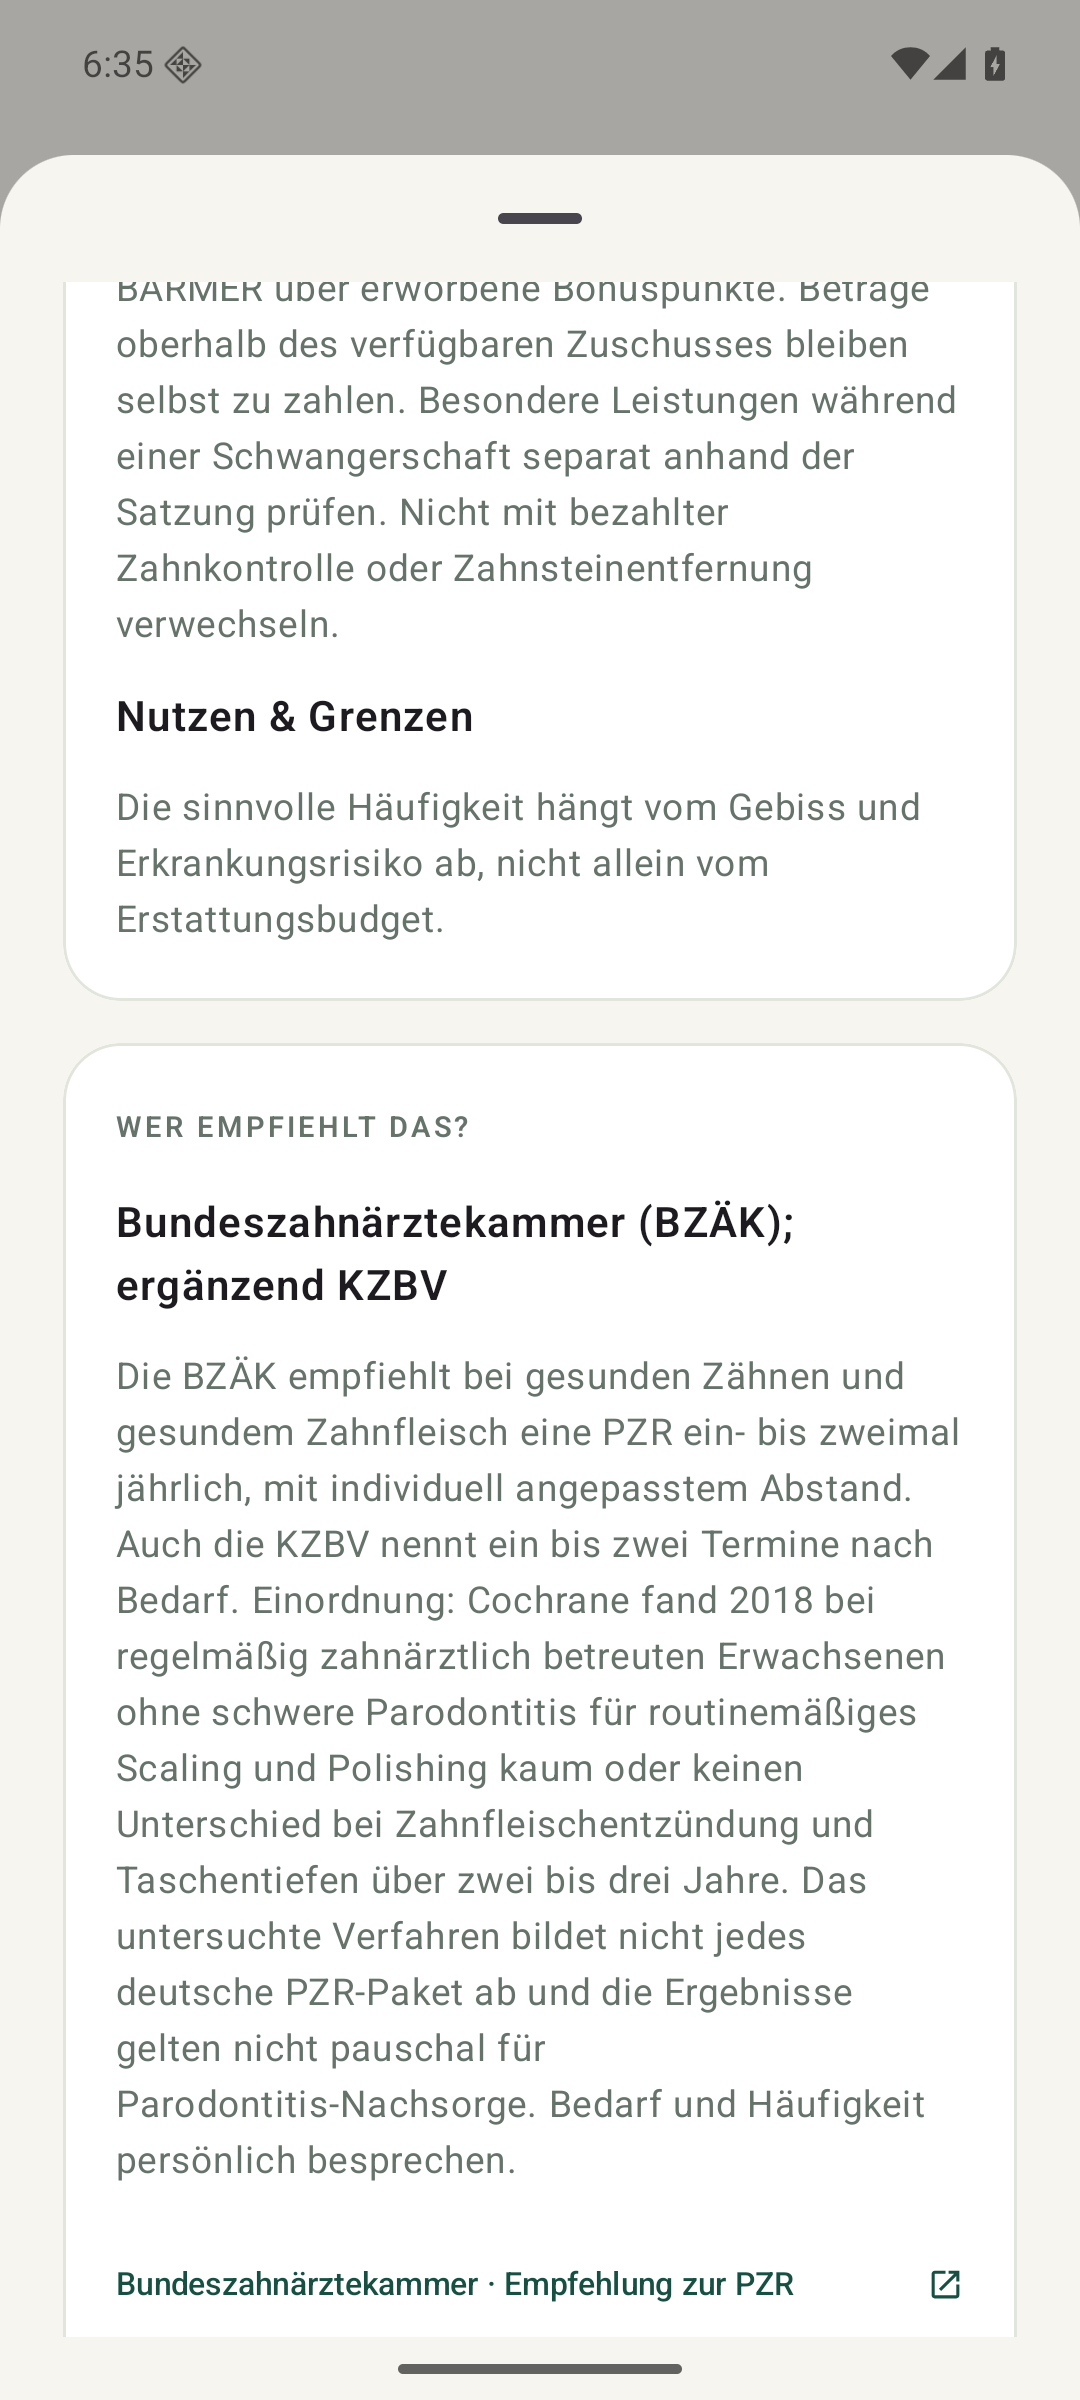 6:35
BARMER über erworbene Bonuspunkte. Beträge
oberhalb des verfügbaren Zuschusses bleiben
selbst zu zahlen. Besondere Leistungen während
einer Schwangerschaft separat anhand der
Satzung prüfen. Nicht mit bezahlter
Zahnkontrolle oder Zahnsteinentfernung
verwechseln.
Nutzen & Grenzen
Die sinnvolle Häufigkeit hängt vom Gebiss und
Erkrankungsrisiko ab, nicht allein vom
Erstattungsbudget.
WER EMPFIEHLT DAS?
Bundeszahnärztekammer (BZÄK);
ergänzend KZBV
Die BZÄK empfiehlt bei gesunden Zähnen und
gesundem Zahnfleisch eine PZR ein- bis zweimal
jährlich, mit individuell angepasstem Abstand.
Auch die KZBV nennt ein bis zwei Termine nach
Bedarf. Einordnung: Cochrane fand 2018 bei
regelmäßig zahnärztlich betreuten Erwachsenen
ohne schwere Parodontitis für routinemäßiges
Scaling und Polishing kaum oder keinen
Unterschied bei Zahnfleischentzündung und
Taschentiefen über zwei bis drei Jahre. Das
untersuchte Verfahren bildet nicht jedes
deutsche PZR-Paket ab und die Ergebnisse
gelten nicht pauschal für
Parodontitis-Nachsorge. Bedarf und Häufigkeit
persönlich besprechen.
Bundeszahnärztekammer · Empfehlung zur PZR